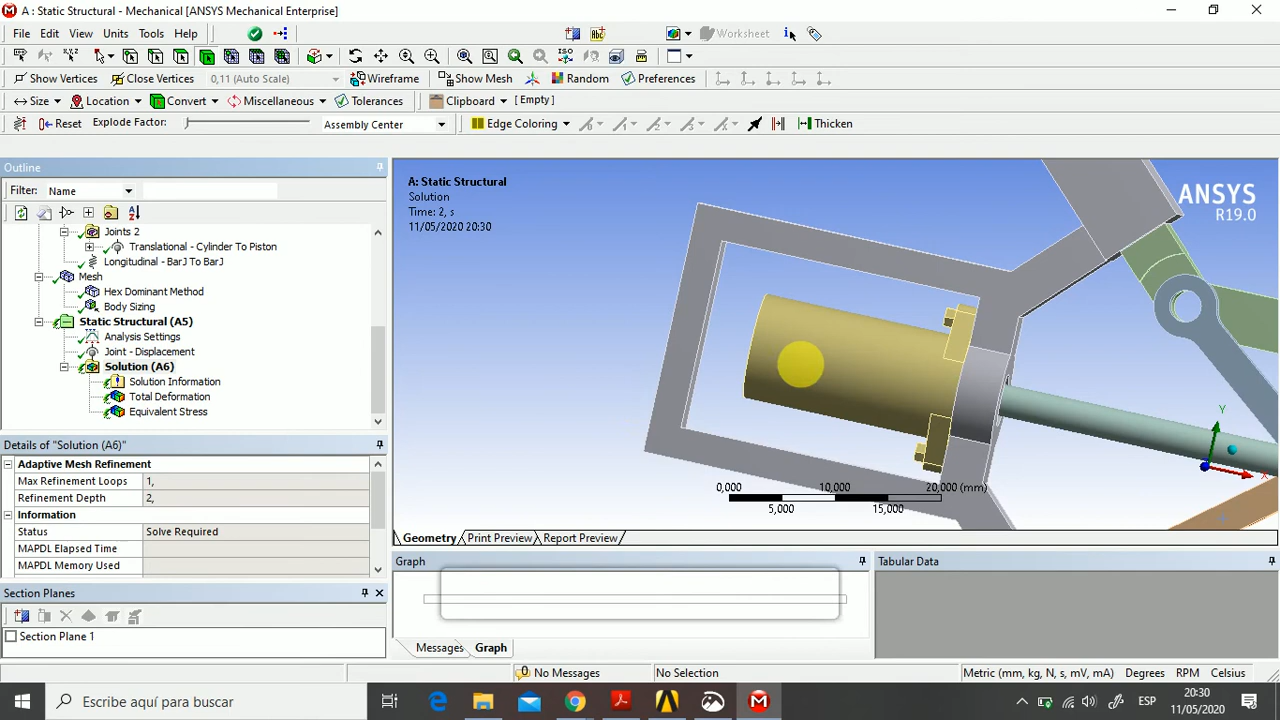 A : Static Structural - Mechanical [ANSYS Mechanical Enterprise]
File Edit View Units Tools Help Worksheet
Show Vertices Close Vertices 0,11 (Auto Scale) Wireframe Show Mesh Random Preferences
Size Location Convert Miscellaneous Tolerances Clipboard [ Empty ]
Reset Explode Factor: Assembly Center Edge Coloring Thicken
Outline
Filter: Name
Joints 2
Translational - Cylinder To Piston
Longitudinal - BarJ To BarJ
Mesh
Hex Dominant Method
Body Sizing
Static Structural (A5)
Analysis Settings
Joint - Displacement
Solution (A6)
Solution Information
Total Deformation
Equivalent Stress
Details of "Solution (A6)"
Adaptive Mesh Refinement
Max Refinement Loops 1,
Refinement Depth 2,
Information
Status Solve Required
MAPDL Elapsed Time
MAPDL Memory Used
Section Planes
Section Plane 1
A: Static Structural
Solution
Time: 2, s
11/05/2020 20:30
ANSYS
R19.0
Y
X
0,000 10,000 20,000 (mm)
5,000 15,000
Geometry Print Preview Report Preview
Graph
Tabular Data
Messages Graph
No Messages No Selection Metric (mm, kg, N, s, mV, mA) Degrees RPM Celsius
Escribe aquí para buscar
ESP
20:30
11/05/2020